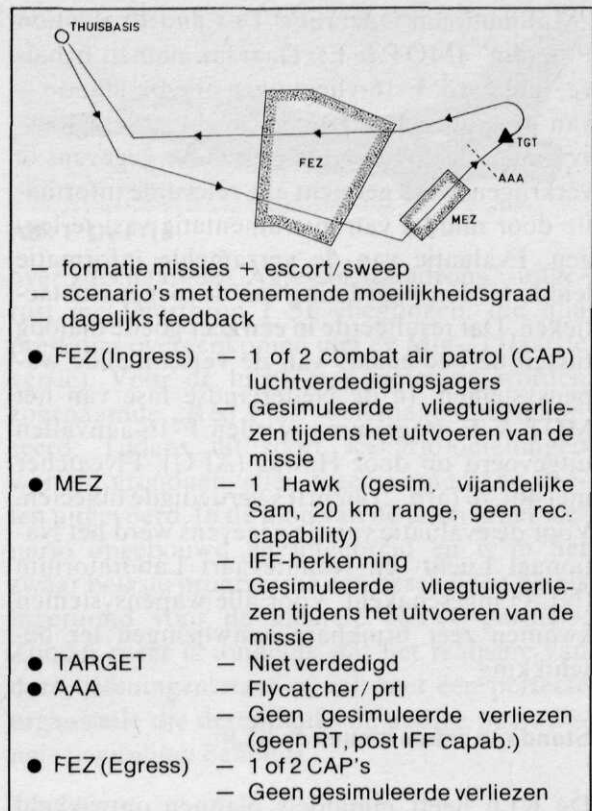 THUISBASIS
FEZ
TGT
AAA
MEZ
— formatie missies + escort/sweep
— scenario's met toenemende moeilijkheidsgraad
— dagelijks feedback
● FEZ (Ingress) — 1 of 2 combat air patrol (CAP)
luchtverdedigingsjagers
— Gesimuleerde vliegtuigverlie-
zen tijdens het uitvoeren van de
missie
● MEZ — 1 Hawk (gesim. vijandelijke
Sam, 20 km range, geen rec.
capability)
— IFF-herkenning
— Gesimuleerde vliegtuigverlie-
zen tijdens het uitvoeren van de
missie
● TARGET — Niet verdedigd
● AAA — Flycatcher/prtl
— Geen gesimuleerde verliezen
(geen RT, post IFF capab.)
● FEZ (Egress) — 1 of 2 CAP's
— Geen gesimuleerde verliezen